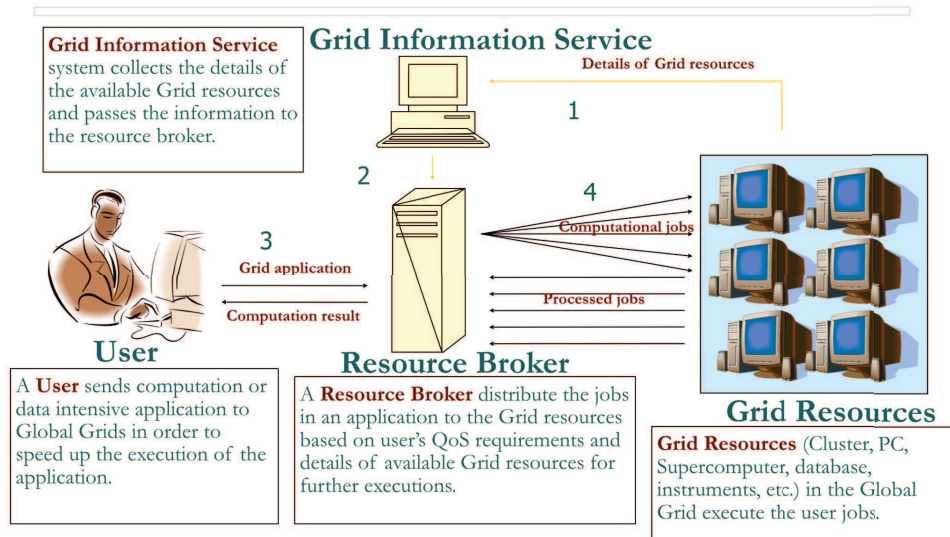 Grid Information Service
Grid Information Service
system collects the details of
the available Grid resources
and passes the information to
the resource broker.
Details of Grid resources
1
2
4
3
Computational jobs
Grid application
Processed jobs
Computation result
User
A User sends computation or
data intensive application to
Global Grids in order to
speed up the execution of the
application.
Resource Broker
A Resource Broker distribute the jobs
in an application to the Grid resources
based on user's QoS requirements and
details of available Grid resources for
further executions.
Grid Resources
Grid Resources (Cluster, PC,
Supercomputer, database,
instruments, etc.) in the Global
Grid execute the user jobs.